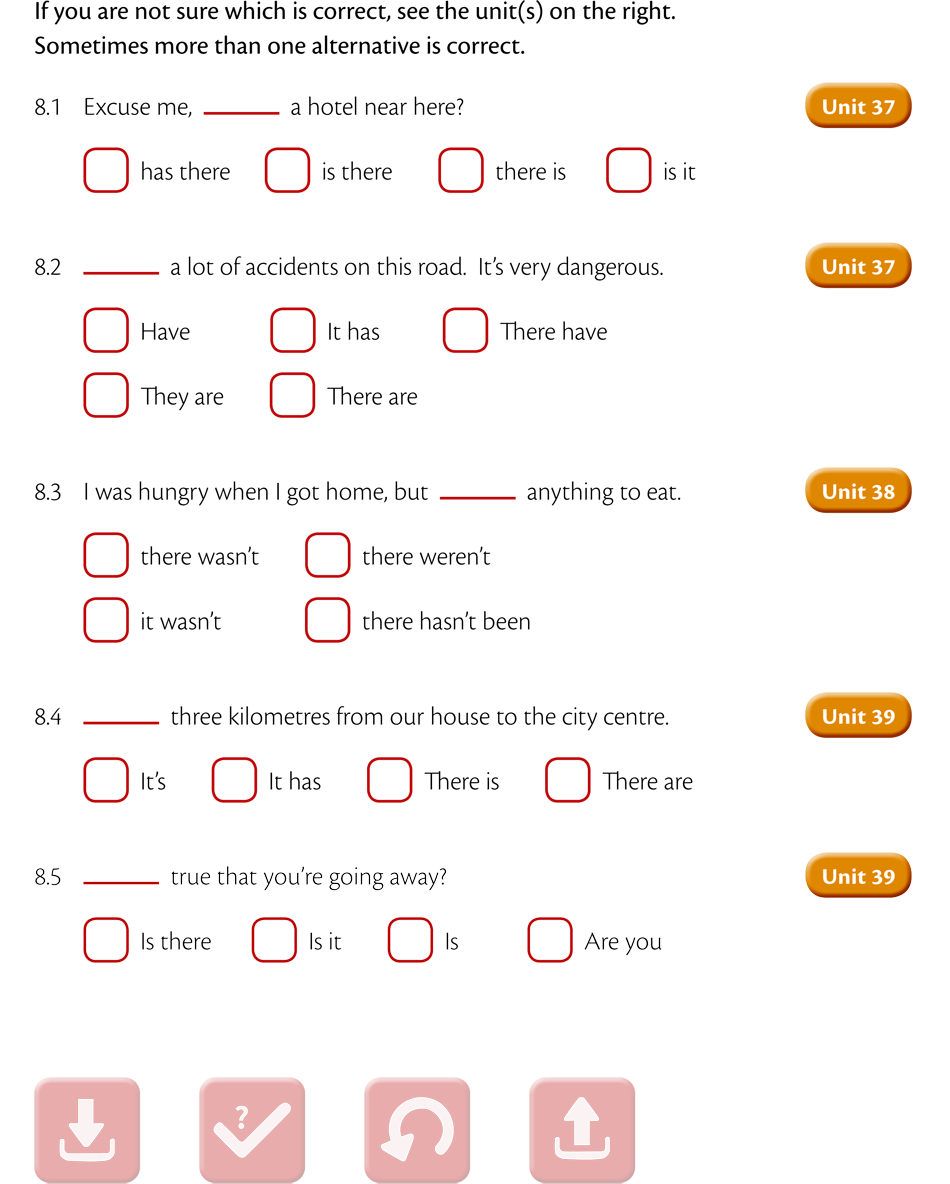 If you are not sure which is correct, see the unit(s) on the right.
Sometimes more than one alternative is correct.
8.1 Excuse me, ______ a hotel near here? Unit 37
has there is there there is is it
8.2 ______ a lot of accidents on this road. It’s very dangerous. Unit 37
Have It has There have
They are There are
8.3 I was hungry when I got home, but ______ anything to eat. Unit 38
there wasn’t there weren’t
it wasn’t there hasn’t been
8.4 ______ three kilometres from our house to the city centre. Unit 39
It’s It has There is There are
8.5 ______ true that you’re going away? Unit 39
Is there Is it Is Are you
?